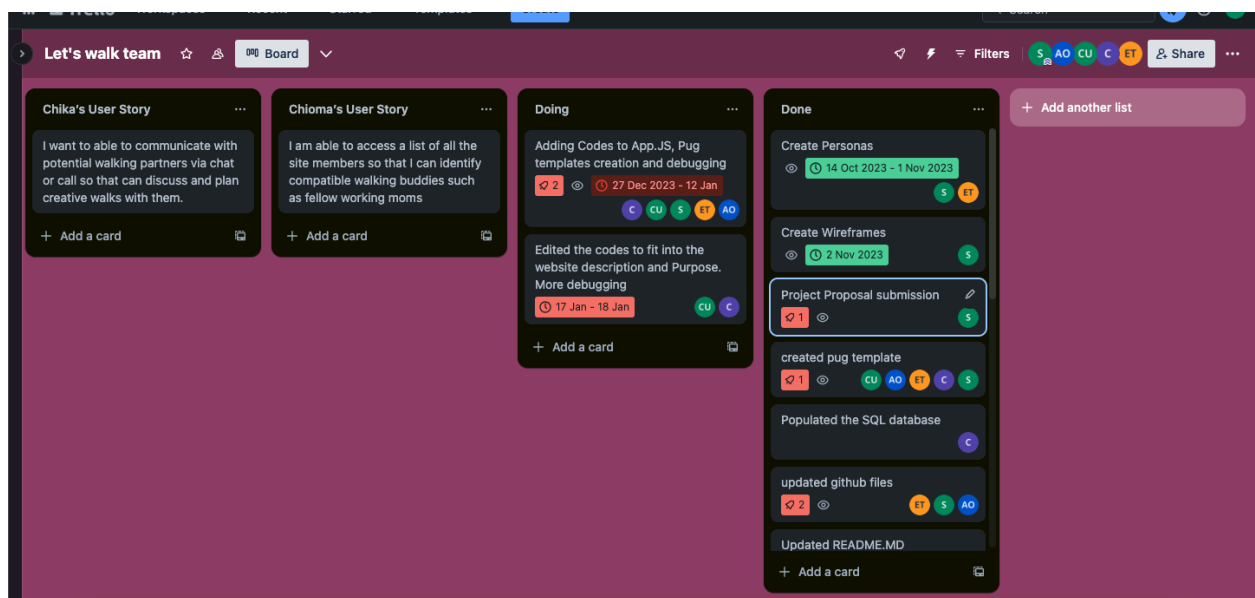 Let's walk team
Board
Filters
S
AO
CU
C
ET
Share
Chika's User Story
I want to able to communicate with
potential walking partners via chat
or call so that can discuss and plan
creative walks with them.
Add a card
Chioma's User Story
I am able to access a list of all the
site members so that I can identify
compatible walking buddies such
as fellow working moms
Add a card
Doing
Adding Codes to App.JS, Pug
templates creation and debugging
2
27 Dec 2023 - 12 Jan
C
CU
S
ET
AO
Edited the codes to fit into the
website description and Purpose.
More debugging
17 Jan - 18 Jan
CU
C
Add a card
Done
Create Personas
14 Oct 2023 - 1 Nov 2023
S
ET
Create Wireframes
2 Nov 2023
S
Project Proposal submission
1
S
created pug template
1
CU
AO
ET
C
S
Populated the SQL database
C
updated github files
2
ET
S
AO
Updated README.MD
Add a card
Add another list